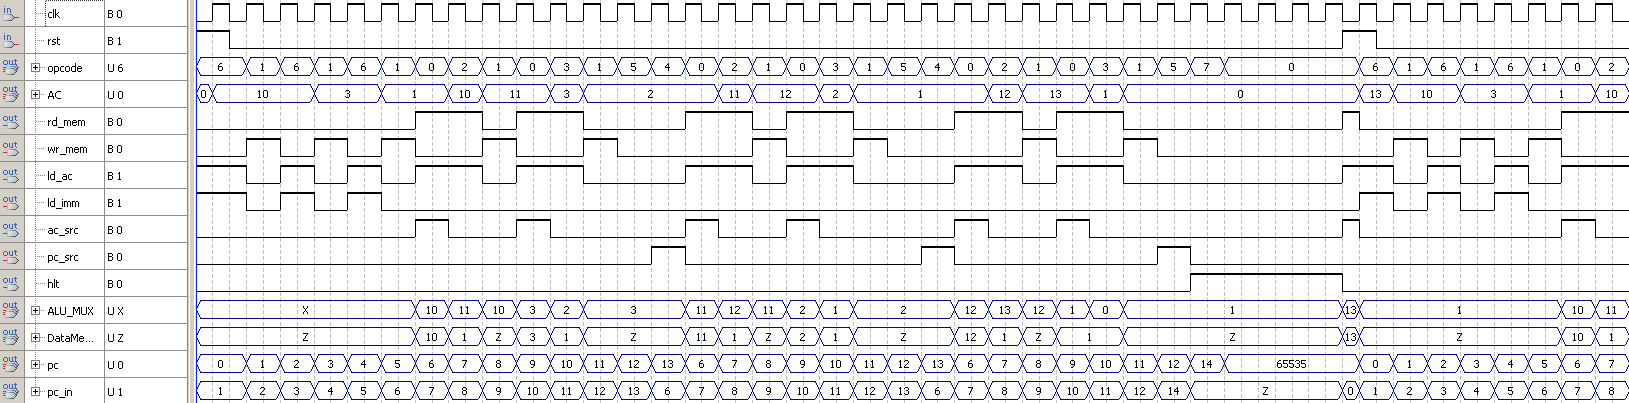 in clk B 0
in rst B 1
out opcode U 6 6 1 6 1 6 1 0 2 1 0 3 1 5 4 0 2 1 0 3 1 5 4 0 2 1 0 3 1 5 7 0 6 1 6 1 6 1 0 2
out AC U 0 0 10 3 1 10 11 3 2 11 12 2 1 12 13 1 0 13 10 3 1 10
out rd_mem B 0
out wr_mem B 0
out ld_ac B 1
out ld_imm B 1
out ac_src B 0
out pc_src B 0
out hlt B 0
out ALU_MUX U X X 10 11 10 3 2 3 11 12 11 2 1 2 12 13 12 1 0 1 13 1 10 11
out DataMe... U Z Z 10 1 Z 3 1 Z 11 1 Z 2 1 Z 12 1 Z 1 Z 13 Z 10 1
out pc U 0 0 1 2 3 4 5 6 7 8 9 10 11 12 13 6 7 8 9 10 11 12 13 6 7 8 9 10 11 12 14 65535 0 1 2 3 4 5 6 7
out pc_in U 1 1 2 3 4 5 6 7 8 9 10 11 12 13 6 7 8 9 10 11 12 13 6 7 8 9 10 11 12 14 Z 0 1 2 3 4 5 6 7 8